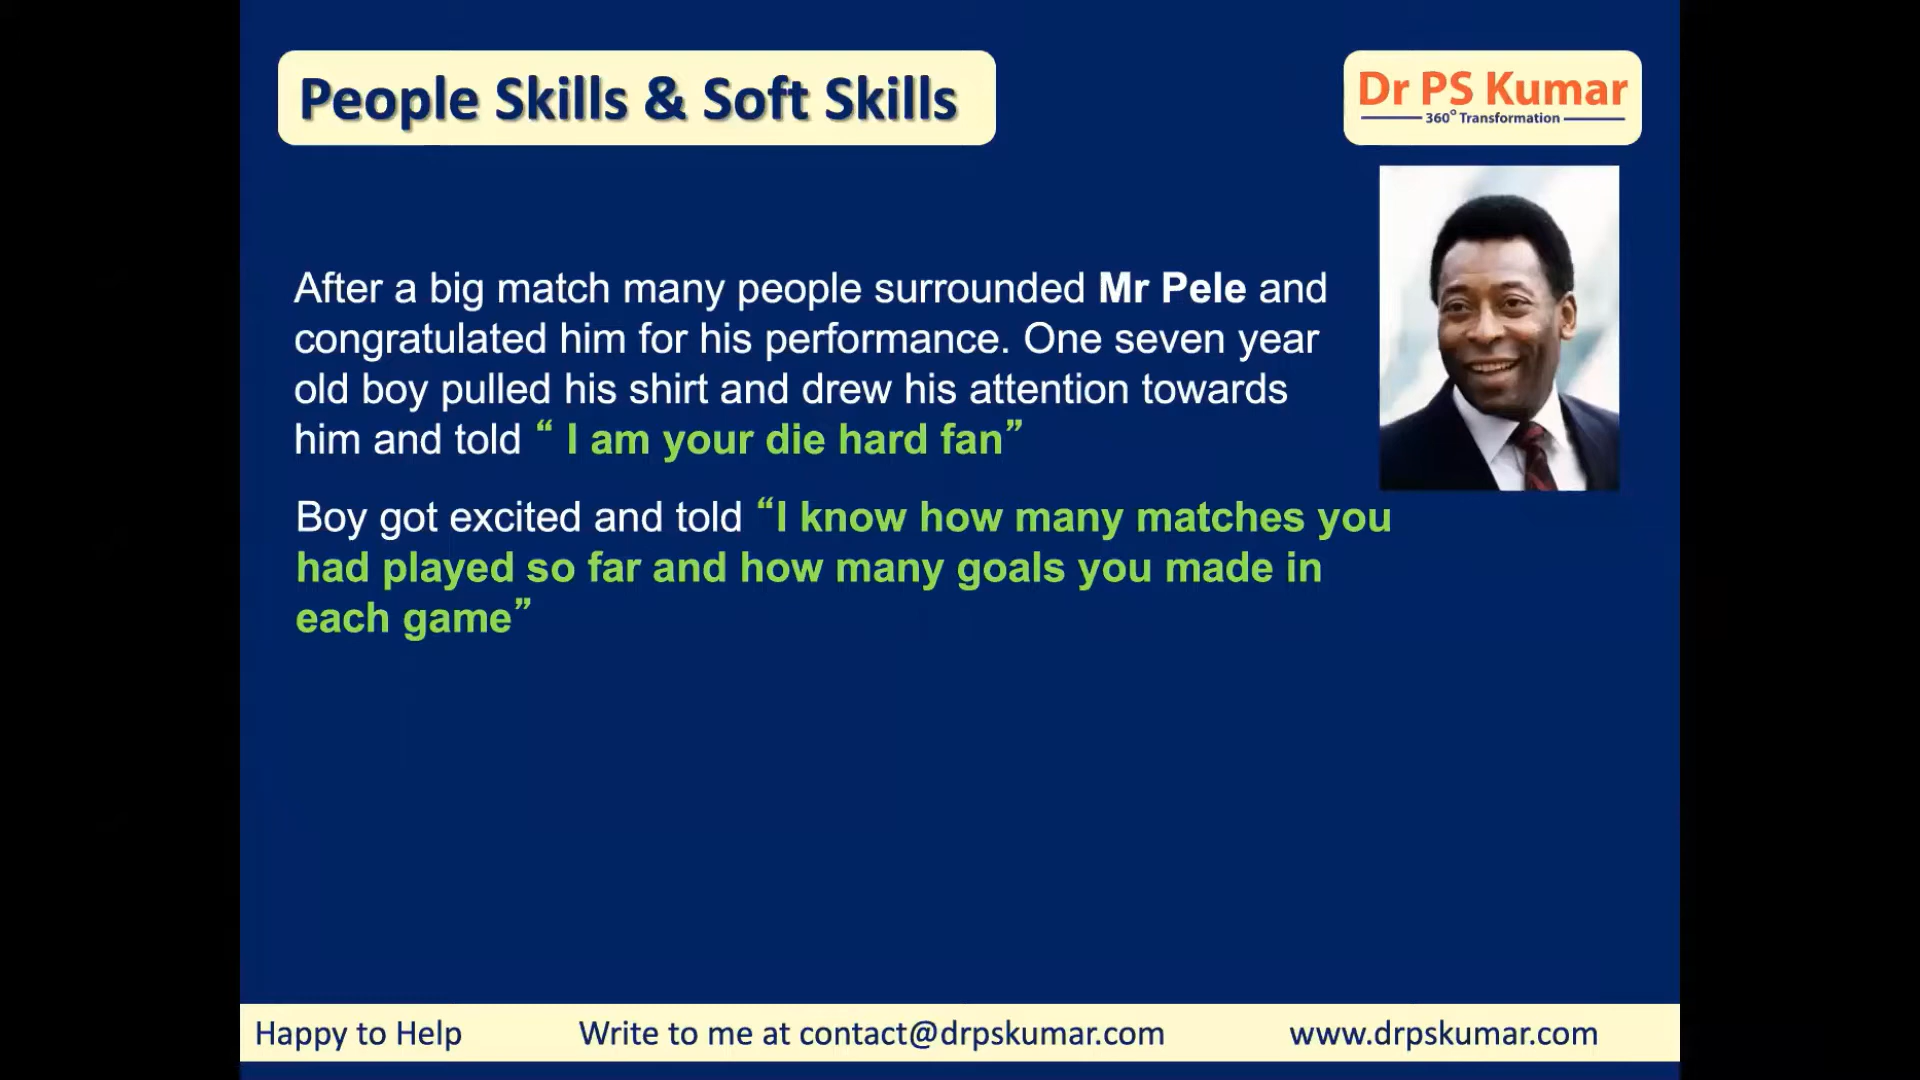 People Skills & Soft Skills
Dr PS Kumar
360° Transformation
After a big match many people surrounded Mr Pele and
congratulated him for his performance. One seven year
old boy pulled his shirt and drew his attention towards
him and told “ I am your die hard fan”
Boy got excited and told “I know how many matches you
had played so far and how many goals you made in
each game”
Happy to Help
Write to me at contact@drpskumar.com
www.drpskumar.com